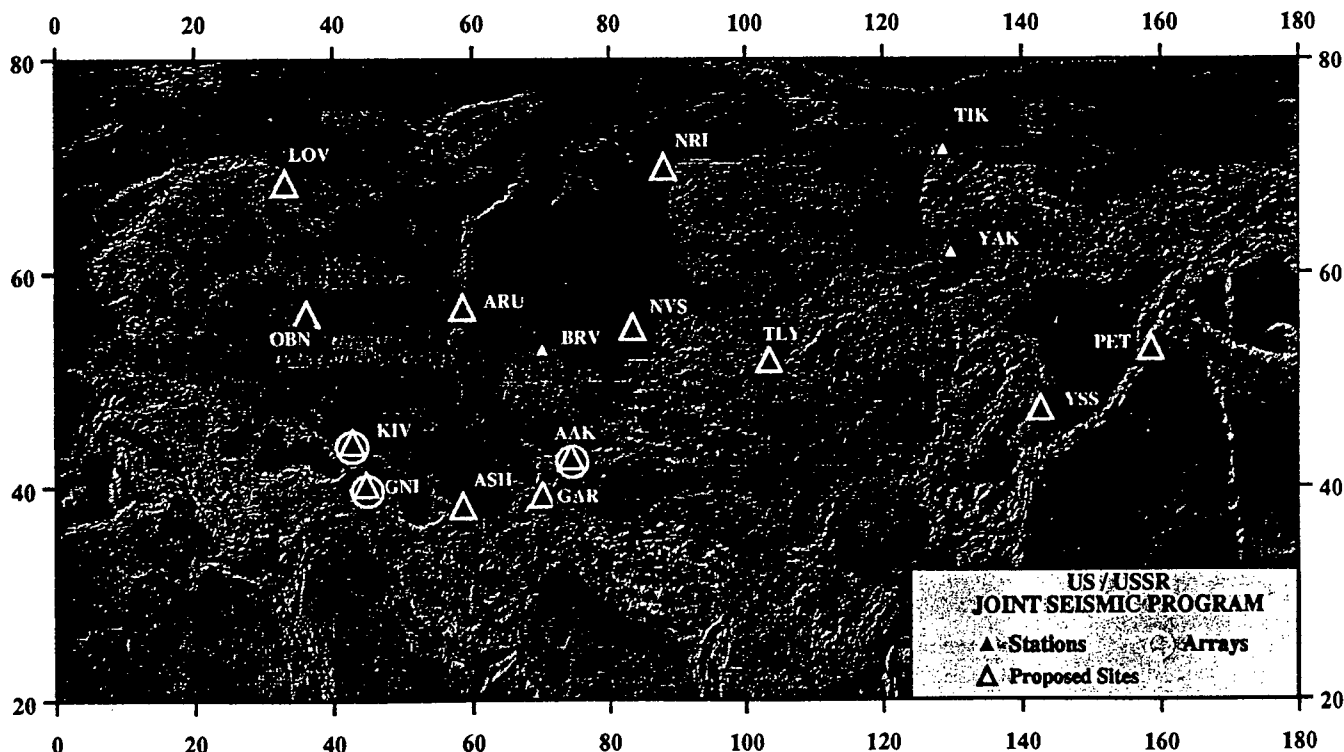 0 20 40 60 80 100 120 140 160 180
80 80
TIK
LOV NRI
YAK
60 60
ARU NVS
OBN BRV TLY PET
YSS
KIV AAK
40 GNI ASH GAR 40
US / USSR
JOINT SEISMIC PROGRAM
Stations Arrays
Proposed Sites
20 20
0 20 40 60 80 100 120 140 160 180